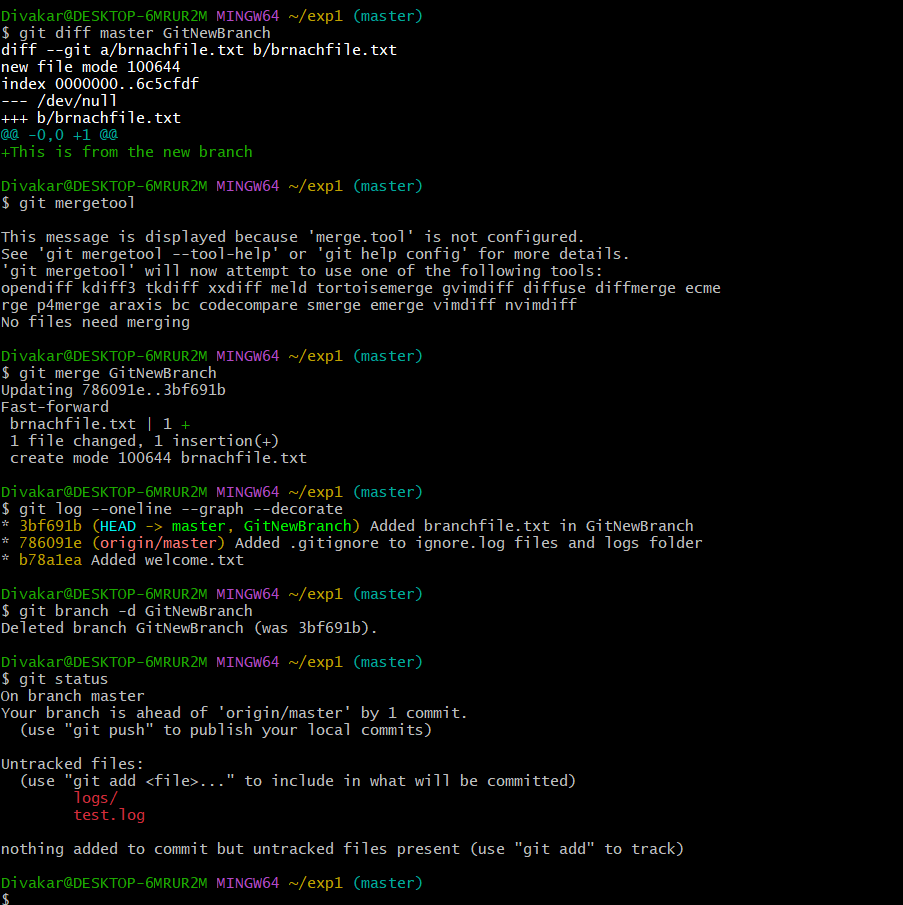 Divakar@DESKTOP-6MRUR2M MINGW64 ~/exp1 (master)
$ git diff master GitNewBranch
diff --git a/brnachfile.txt b/brnachfile.txt
new file mode 100644
index 0000000..6c5cfdf
--- /dev/null
+++ b/brnachfile.txt
@@ -0,0 +1 @@
+This is from the new branch
Divakar@DESKTOP-6MRUR2M MINGW64 ~/exp1 (master)
$ git mergetool
This message is displayed because 'merge.tool' is not configured.
See 'git mergetool --tool-help' or 'git help config' for more details.
'git mergetool' will now attempt to use one of the following tools:
opendiff kdiff3 tkdiff xxdiff meld tortoisemerge gvimdiff diffuse diffmerge ecme
rge p4merge araxis bc codecompare smerge emerge vimdiff nvimdiff
No files need merging
Divakar@DESKTOP-6MRUR2M MINGW64 ~/exp1 (master)
$ git merge GitNewBranch
Updating 786091e..3bf691b
Fast-forward
 brnachfile.txt | 1 +
 1 file changed, 1 insertion(+)
 create mode 100644 brnachfile.txt
Divakar@DESKTOP-6MRUR2M MINGW64 ~/exp1 (master)
$ git log --oneline --graph --decorate
* 3bf691b (HEAD -> master, GitNewBranch) Added branchfile.txt in GitNewBranch
* 786091e (origin/master) Added .gitignore to ignore.log files and logs folder
* b78a1ea Added welcome.txt
Divakar@DESKTOP-6MRUR2M MINGW64 ~/exp1 (master)
$ git branch -d GitNewBranch
Deleted branch GitNewBranch (was 3bf691b).
Divakar@DESKTOP-6MRUR2M MINGW64 ~/exp1 (master)
$ git status
On branch master
Your branch is ahead of 'origin/master' by 1 commit.
  (use "git push" to publish your local commits)
Untracked files:
  (use "git add <file>..." to include in what will be committed)
        logs/
        test.log
nothing added to commit but untracked files present (use "git add" to track)
Divakar@DESKTOP-6MRUR2M MINGW64 ~/exp1 (master)
$